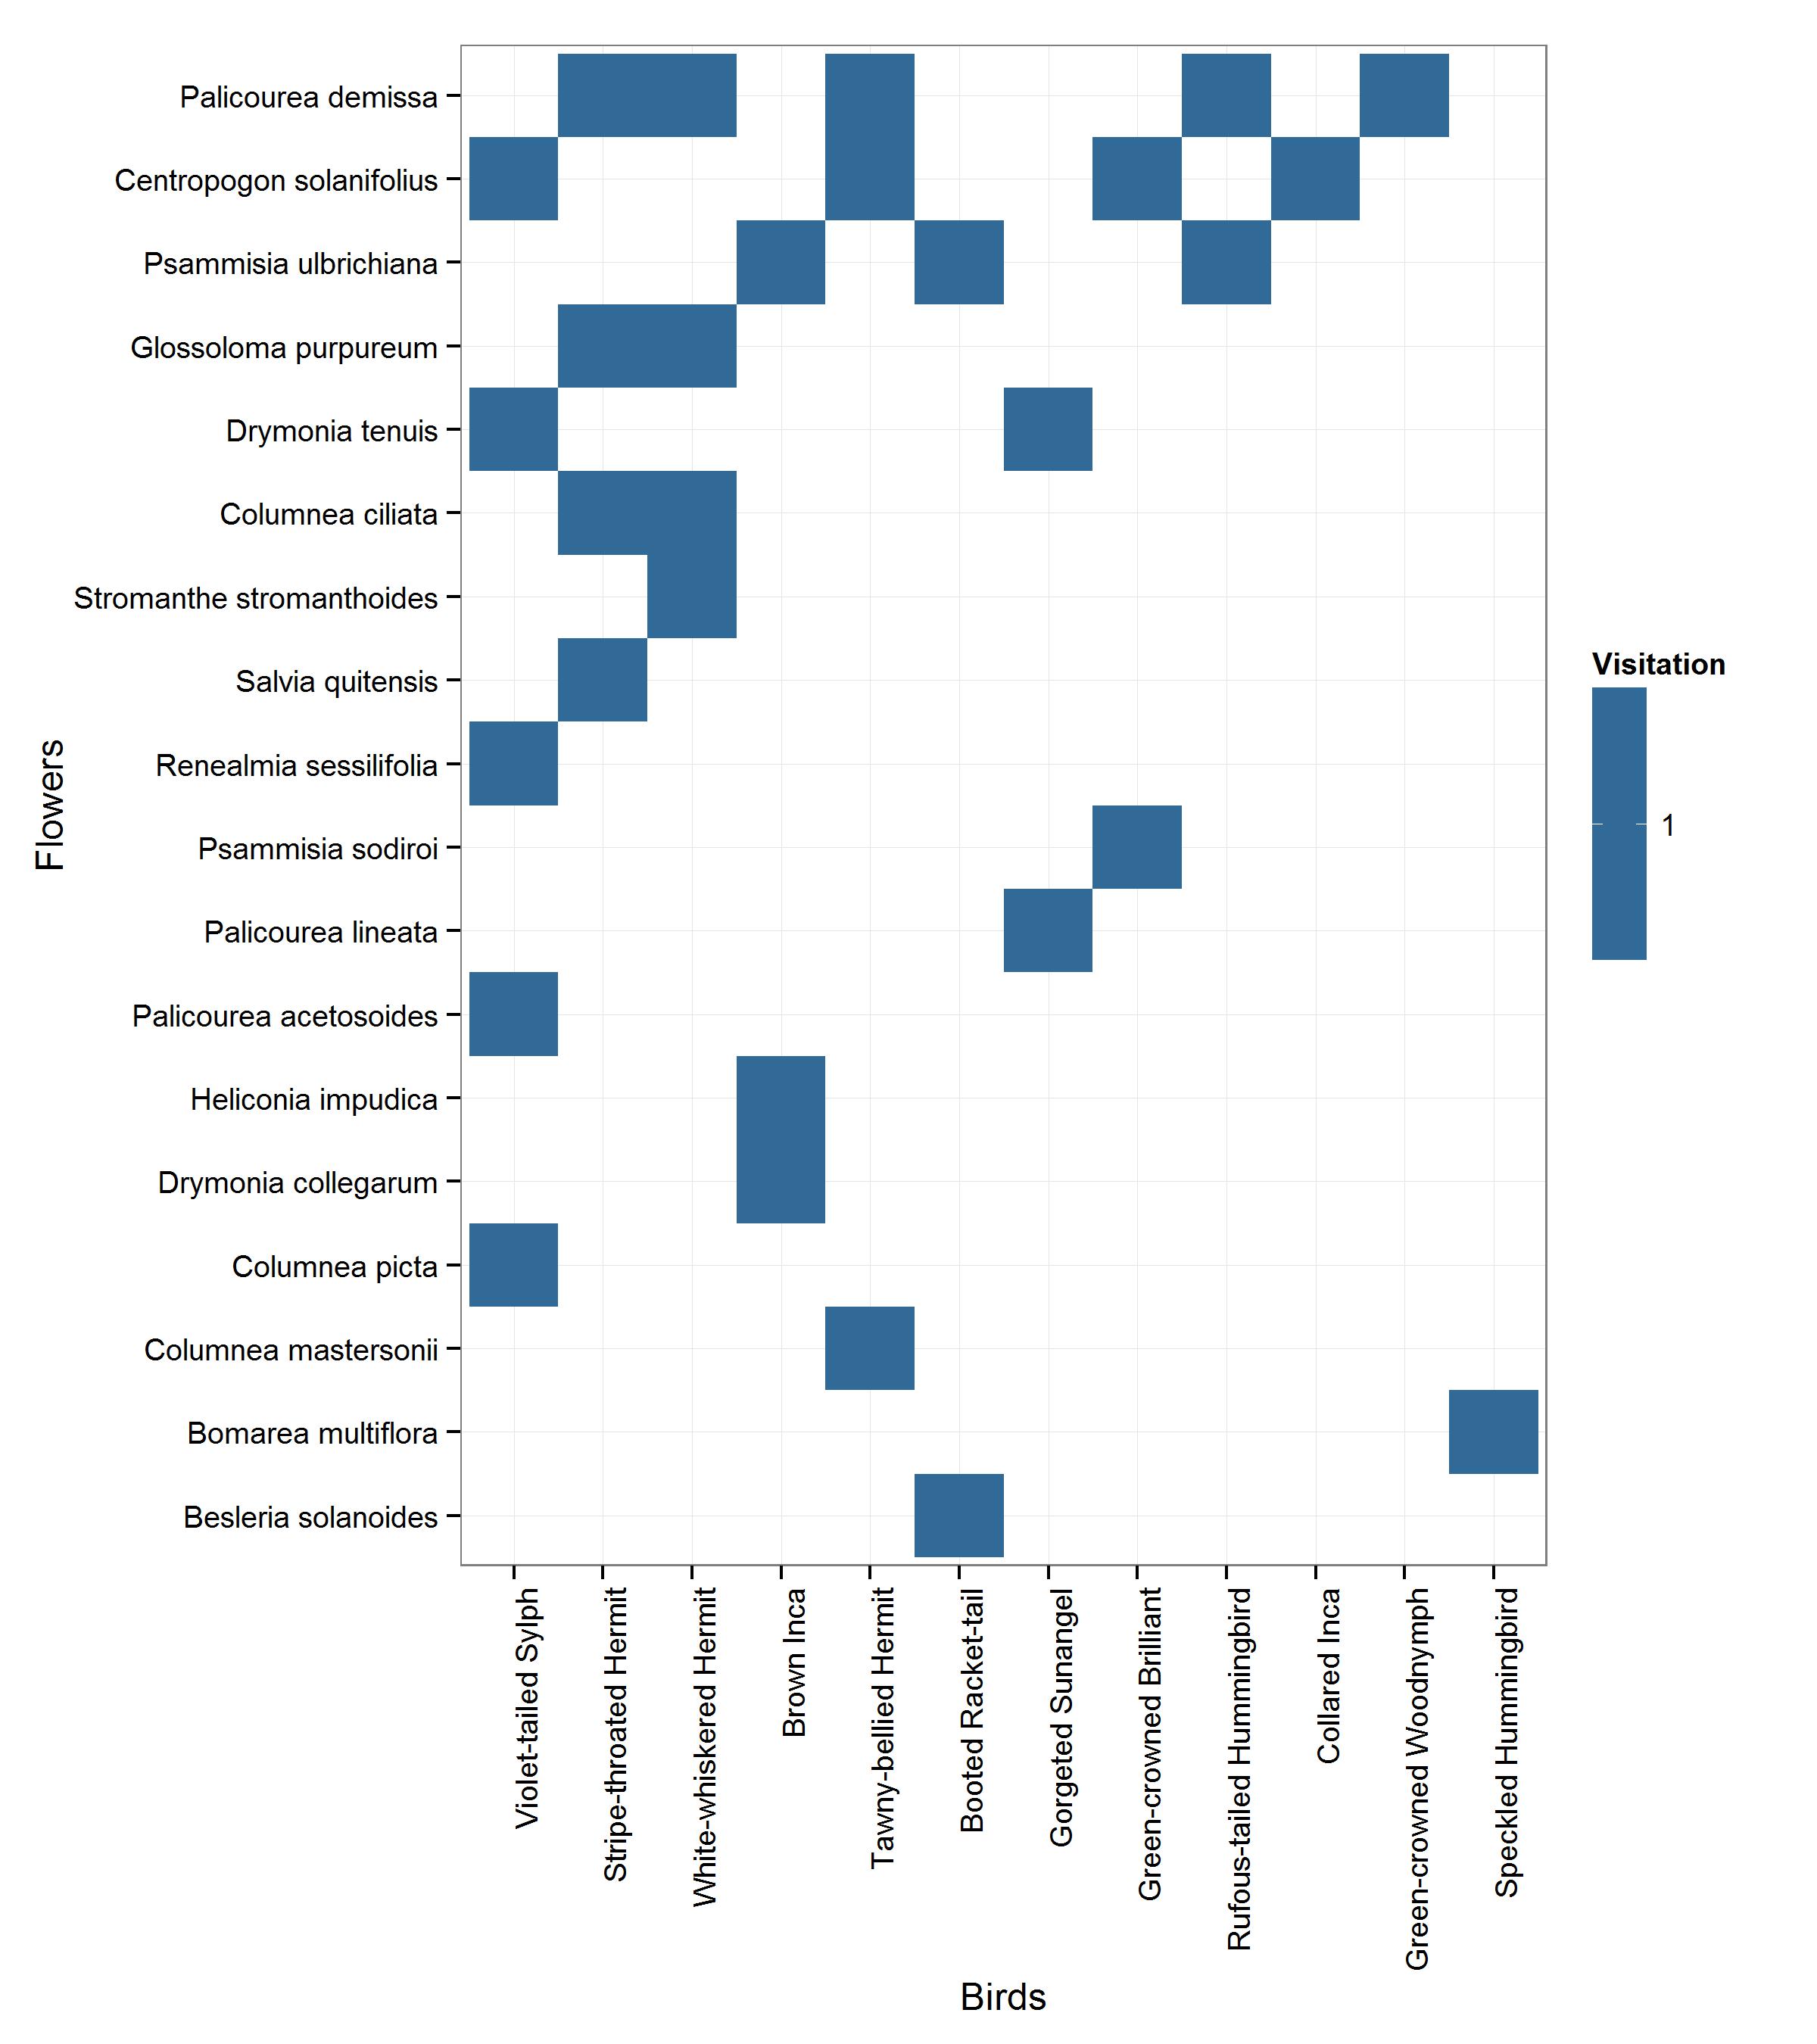 Palicourea demissa
Centropogon solanifolius
Psammisia ulbrichiana
Glossoloma purpureum
Drymonia tenuis
Columnea ciliata
Stromanthe stromanthoides
Salvia quitensis
Renealmia sessilifolia
Psammisia sodiroi
Palicourea lineata
Palicourea acetosoides
Heliconia impudica
Drymonia collegarum
Columnea picta
Columnea mastersonii
Bomarea multiflora
Besleria solanoides
Flowers
Violet-tailed Sylph
Stripe-throated Hermit
White-whiskered Hermit
Brown Inca
Tawny-bellied Hermit
Booted Racket-tail
Gorgeted Sunangel
Green-crowned Brilliant
Rufous-tailed Hummingbird
Collared Inca
Green-crowned Woodnymph
Speckled Hummingbird
Birds
Visitation
1